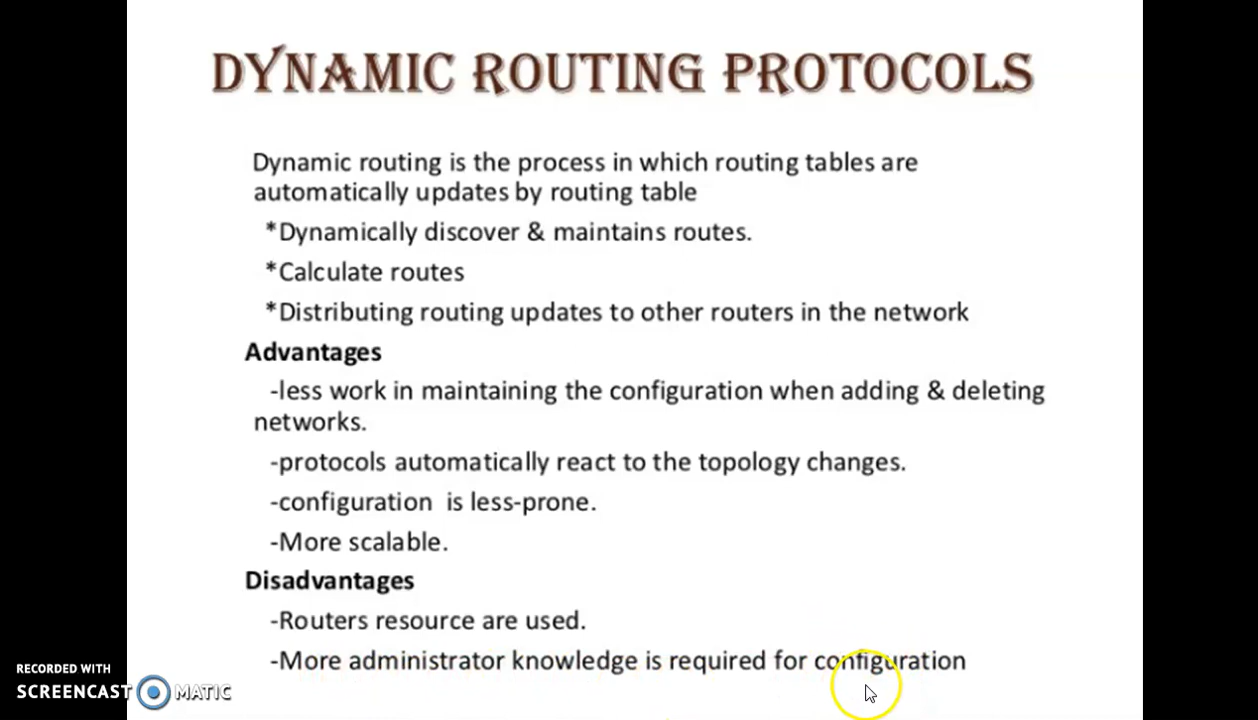 DYNAMIC ROUTING PROTOCOLS
Dynamic routing is the process in which routing tables are
automatically updates by routing table
*Dynamically discover & maintains routes.
*Calculate routes
*Distributing routing updates to other routers in the network
Advantages
-less work in maintaining the configuration when adding & deleting
networks.
-protocols automatically react to the topology changes.
-configuration is less-prone.
-More scalable.
Disadvantages
-Routers resource are used.
-More administrator knowledge is required for configuration
RECORDED WITH
SCREENCAST MATIC